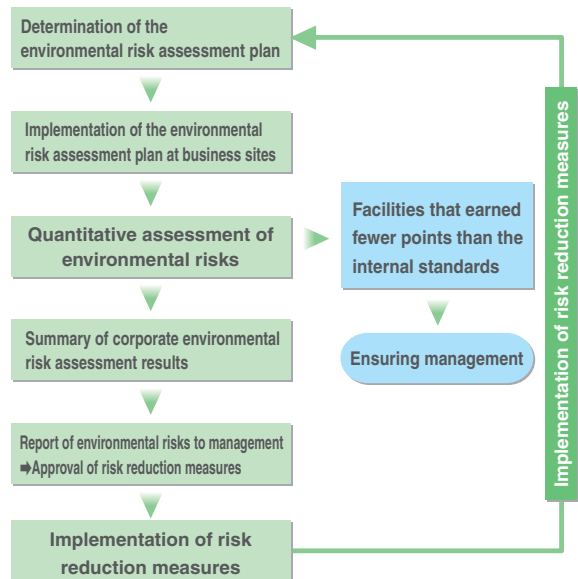 Determination of the
environmental risk assessment plan
Implementation of the environmental
risk assessment plan at business sites
Quantitative assessment of
environmental risks
Facilities that earned
fewer points than the
internal standards
Ensuring management
Summary of corporate environmental
risk assessment results
Report of environmental risks to management
➡Approval of risk reduction measures
Implementation of risk
reduction measures
Implementation of risk reduction measures